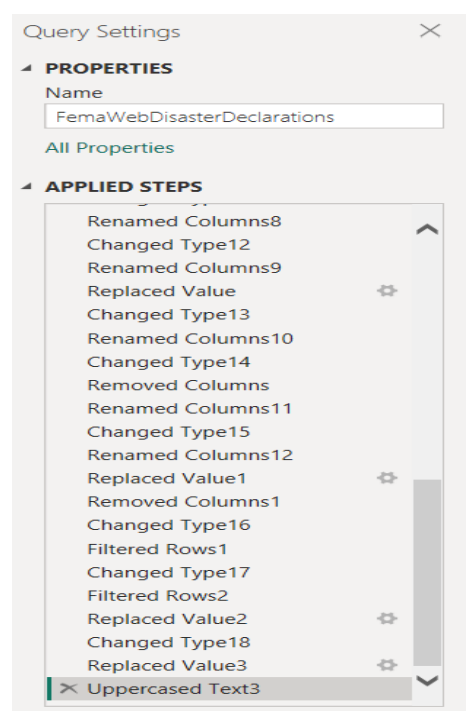 Query Settings
PROPERTIES
Name
FemaWebDisasterDeclarations
All Properties
APPLIED STEPS
Renamed Columns8
Changed Type12
Renamed Columns9
Replaced Value
Changed Type13
Renamed Columns10
Changed Type14
Removed Columns
Renamed Columns11
Changed Type15
Renamed Columns12
Replaced Value1
Removed Columns1
Changed Type16
Filtered Rows1
Changed Type17
Filtered Rows2
Replaced Value2
Changed Type18
Replaced Value3
Uppercased Text3